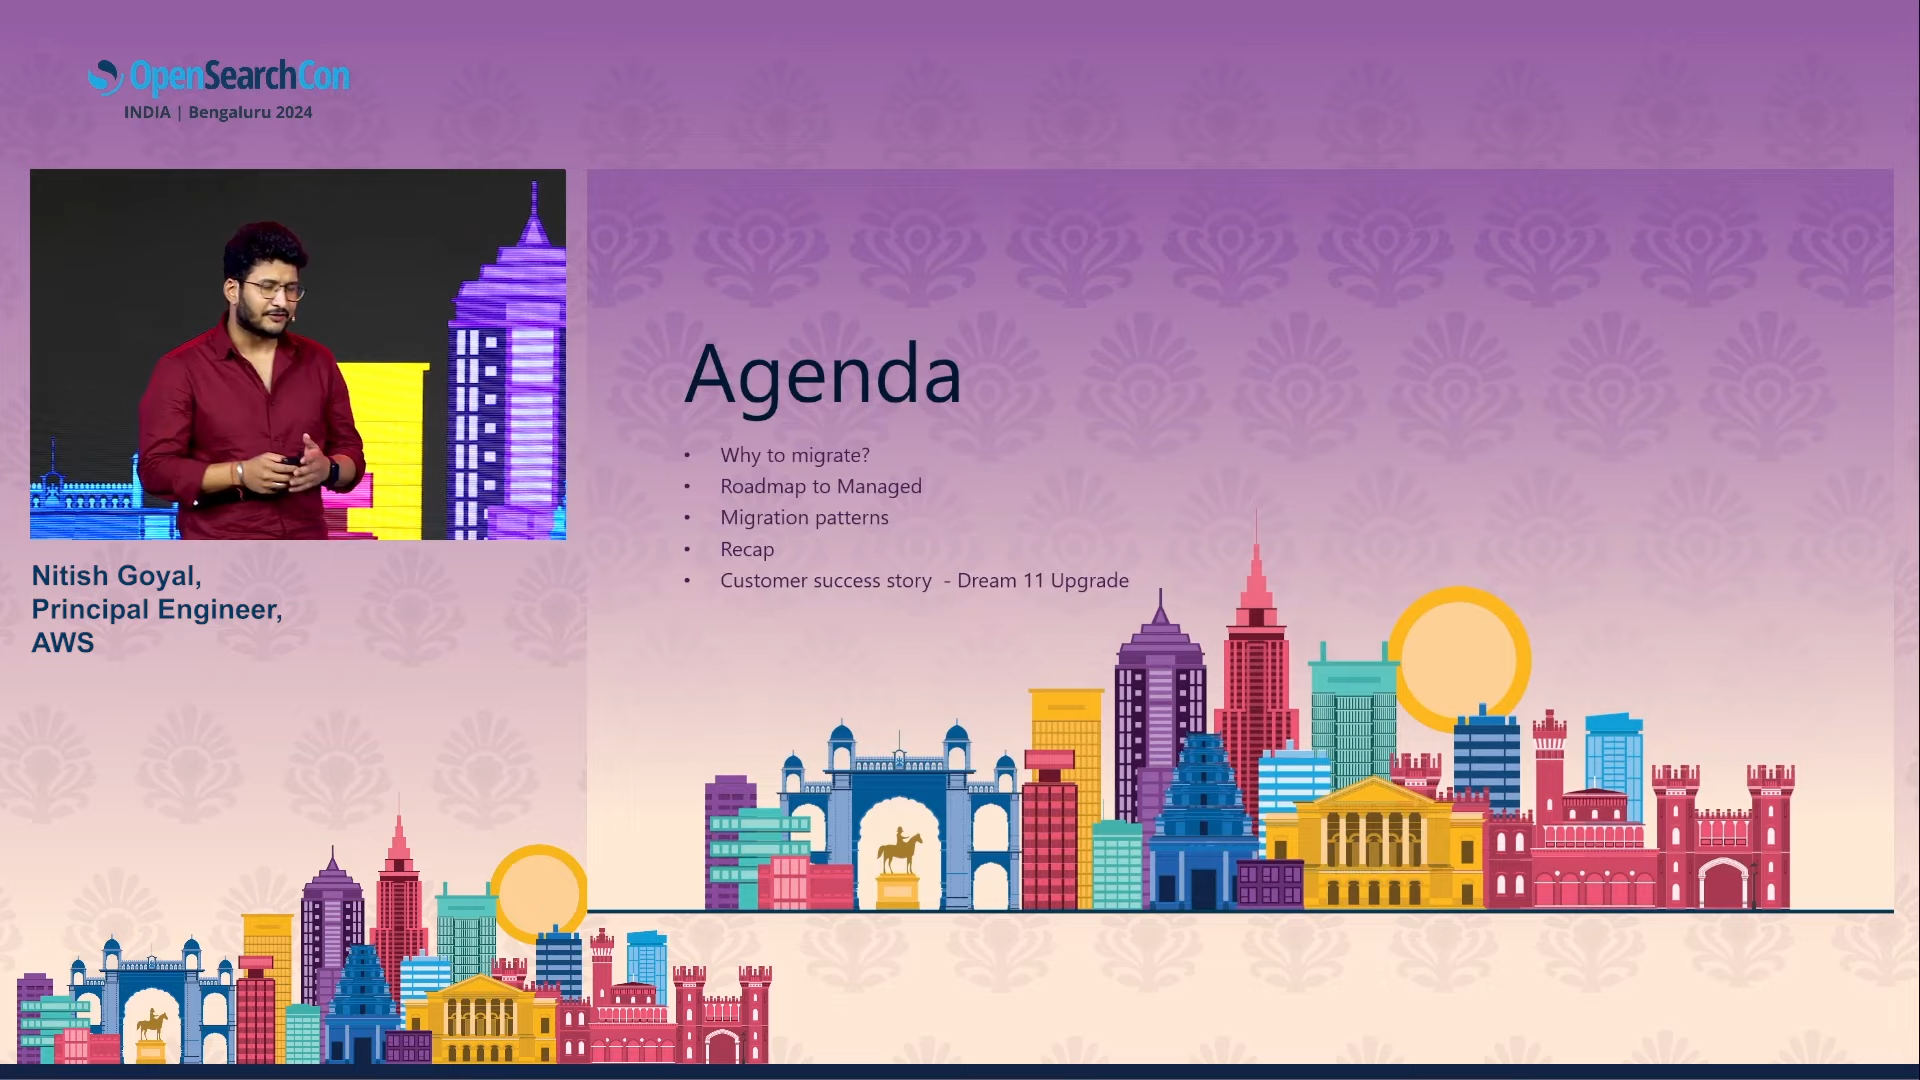 OpenSearchCon
INDIA | Bengaluru 2024
Nitish Goyal,
Principal Engineer,
AWS
Agenda
• Why to migrate?
• Roadmap to Managed
• Migration patterns
• Recap
• Customer success story - Dream 11 Upgrade